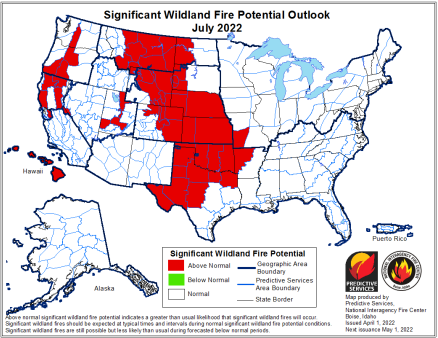 Significant Wildland Fire Potential Outlook
July 2022
Hawaii
Alaska
Puerto Rico
Significant Wildland Fire Potential
Above Normal
Below Normal
Normal
Geographic Area
Boundary
Predictive Services
Area Boundary
State Border
PREDICTIVE
SERVICES
Map produced by
Predictive Services,
National Interagency Fire Center
Boise, Idaho
Issued April 1, 2022
Next issuance May 1, 2022
Above normal significant wildland fire potential indicates a greater than usual likelihood that significant wildland fires will occur.
Significant wildland fires should be expected at typical times and intervals during normal significant wildland fire potential conditions.
Significant wildland fires are still possible but less likely than usual during forecasted below normal periods.